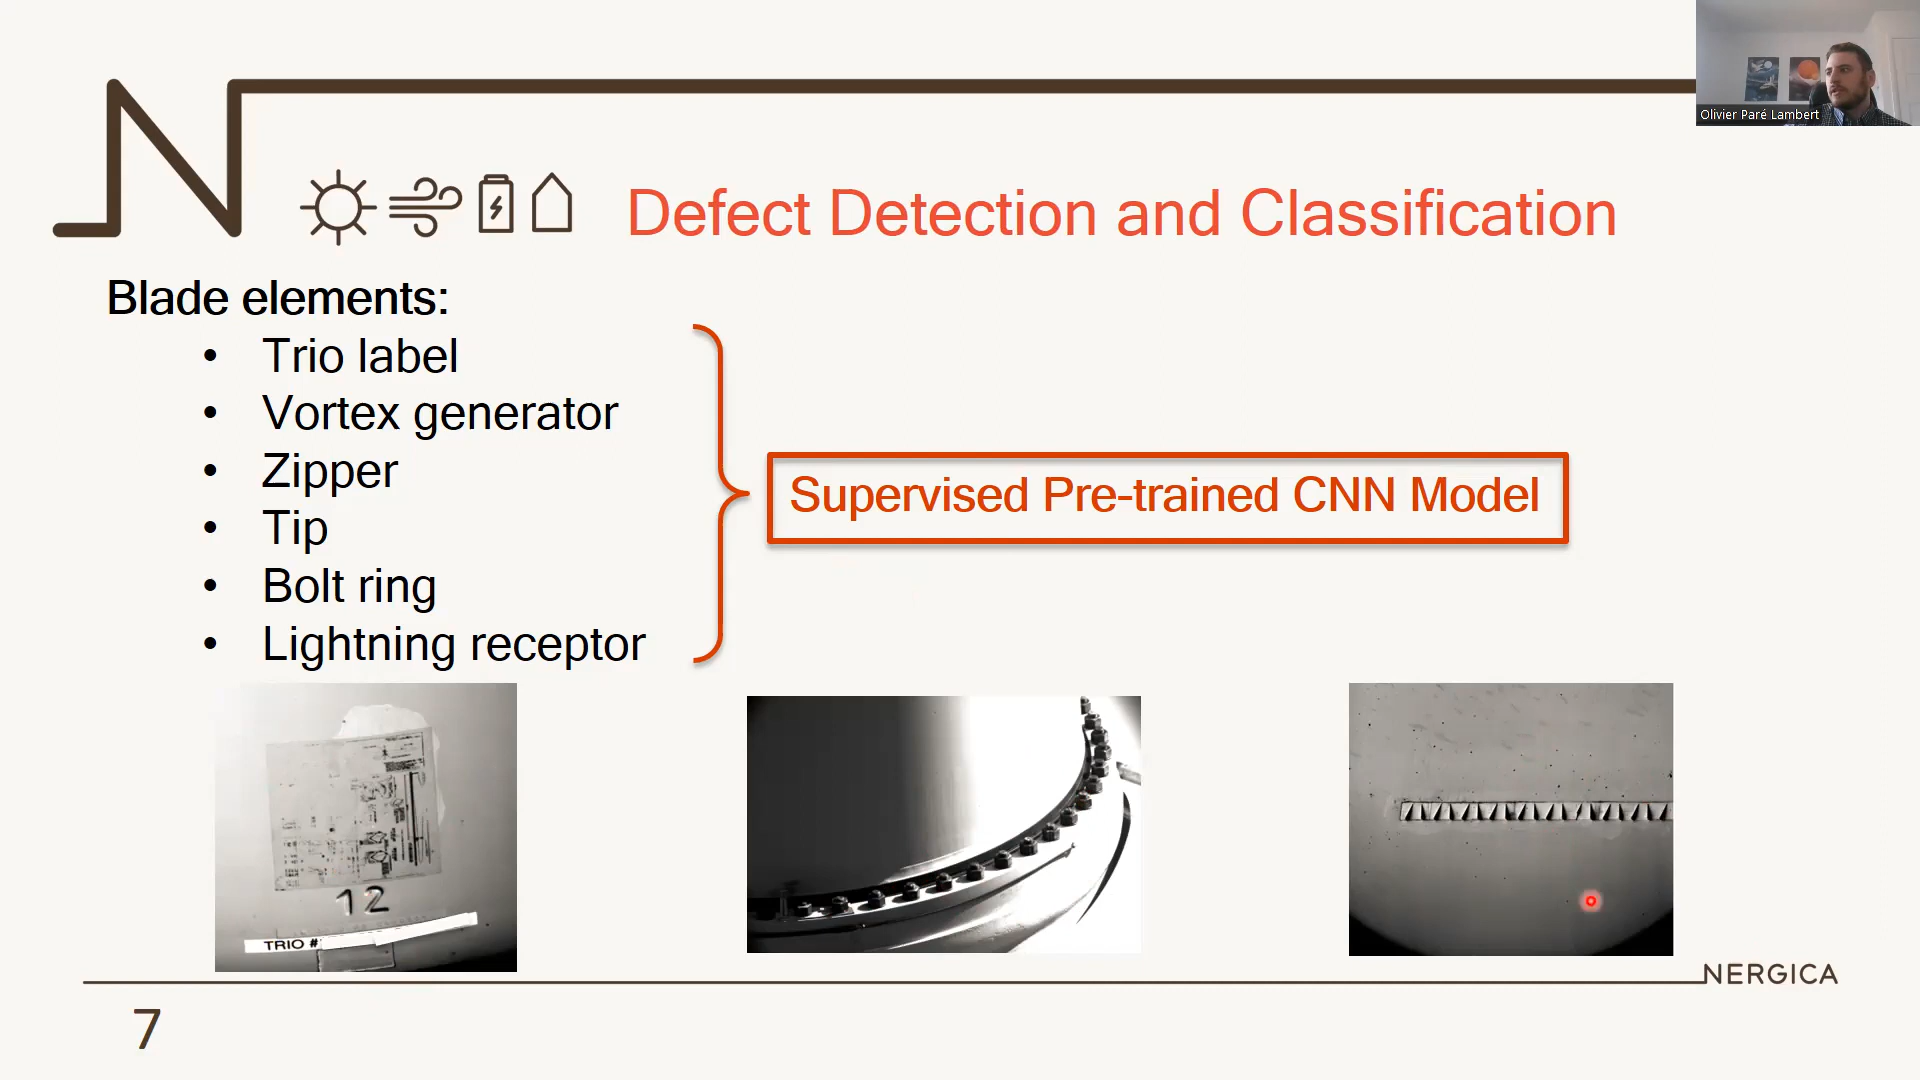 Olivier Paré Lambert
Defect Detection and Classification
Blade elements:
• Trio label
• Vortex generator
• Zipper
• Tip
• Bolt ring
• Lightning receptor
Supervised Pre-trained CNN Model
12
TRIO #
NERGICA
7